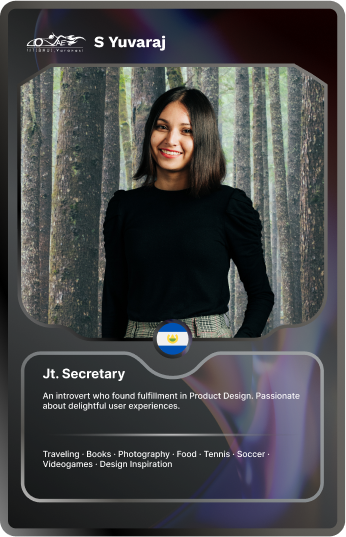 S Yuvaraj
Jt. Secretary
An introvert who found fulfillment in Product Design. Passionate
about delightful user experiences.
Traveling · Books · Photography · Food · Tennis · Soccer ·
Videogames · Design Inspiration